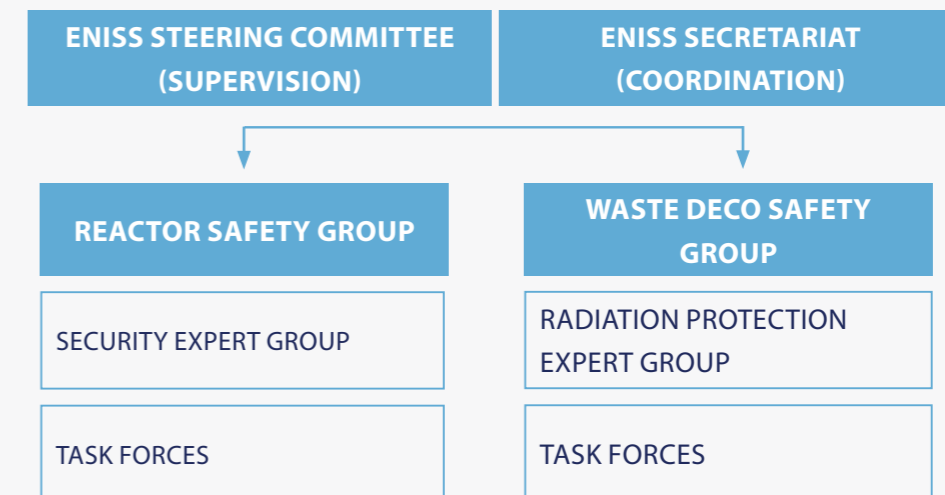 ENISS STEERING COMMITTEE
(SUPERVISION)
ENISS SECRETARIAT
(COORDINATION)
REACTOR SAFETY GROUP
WASTE DECO SAFETY
GROUP
SECURITY EXPERT GROUP
RADIATION PROTECTION
EXPERT GROUP
TASK FORCES
TASK FORCES